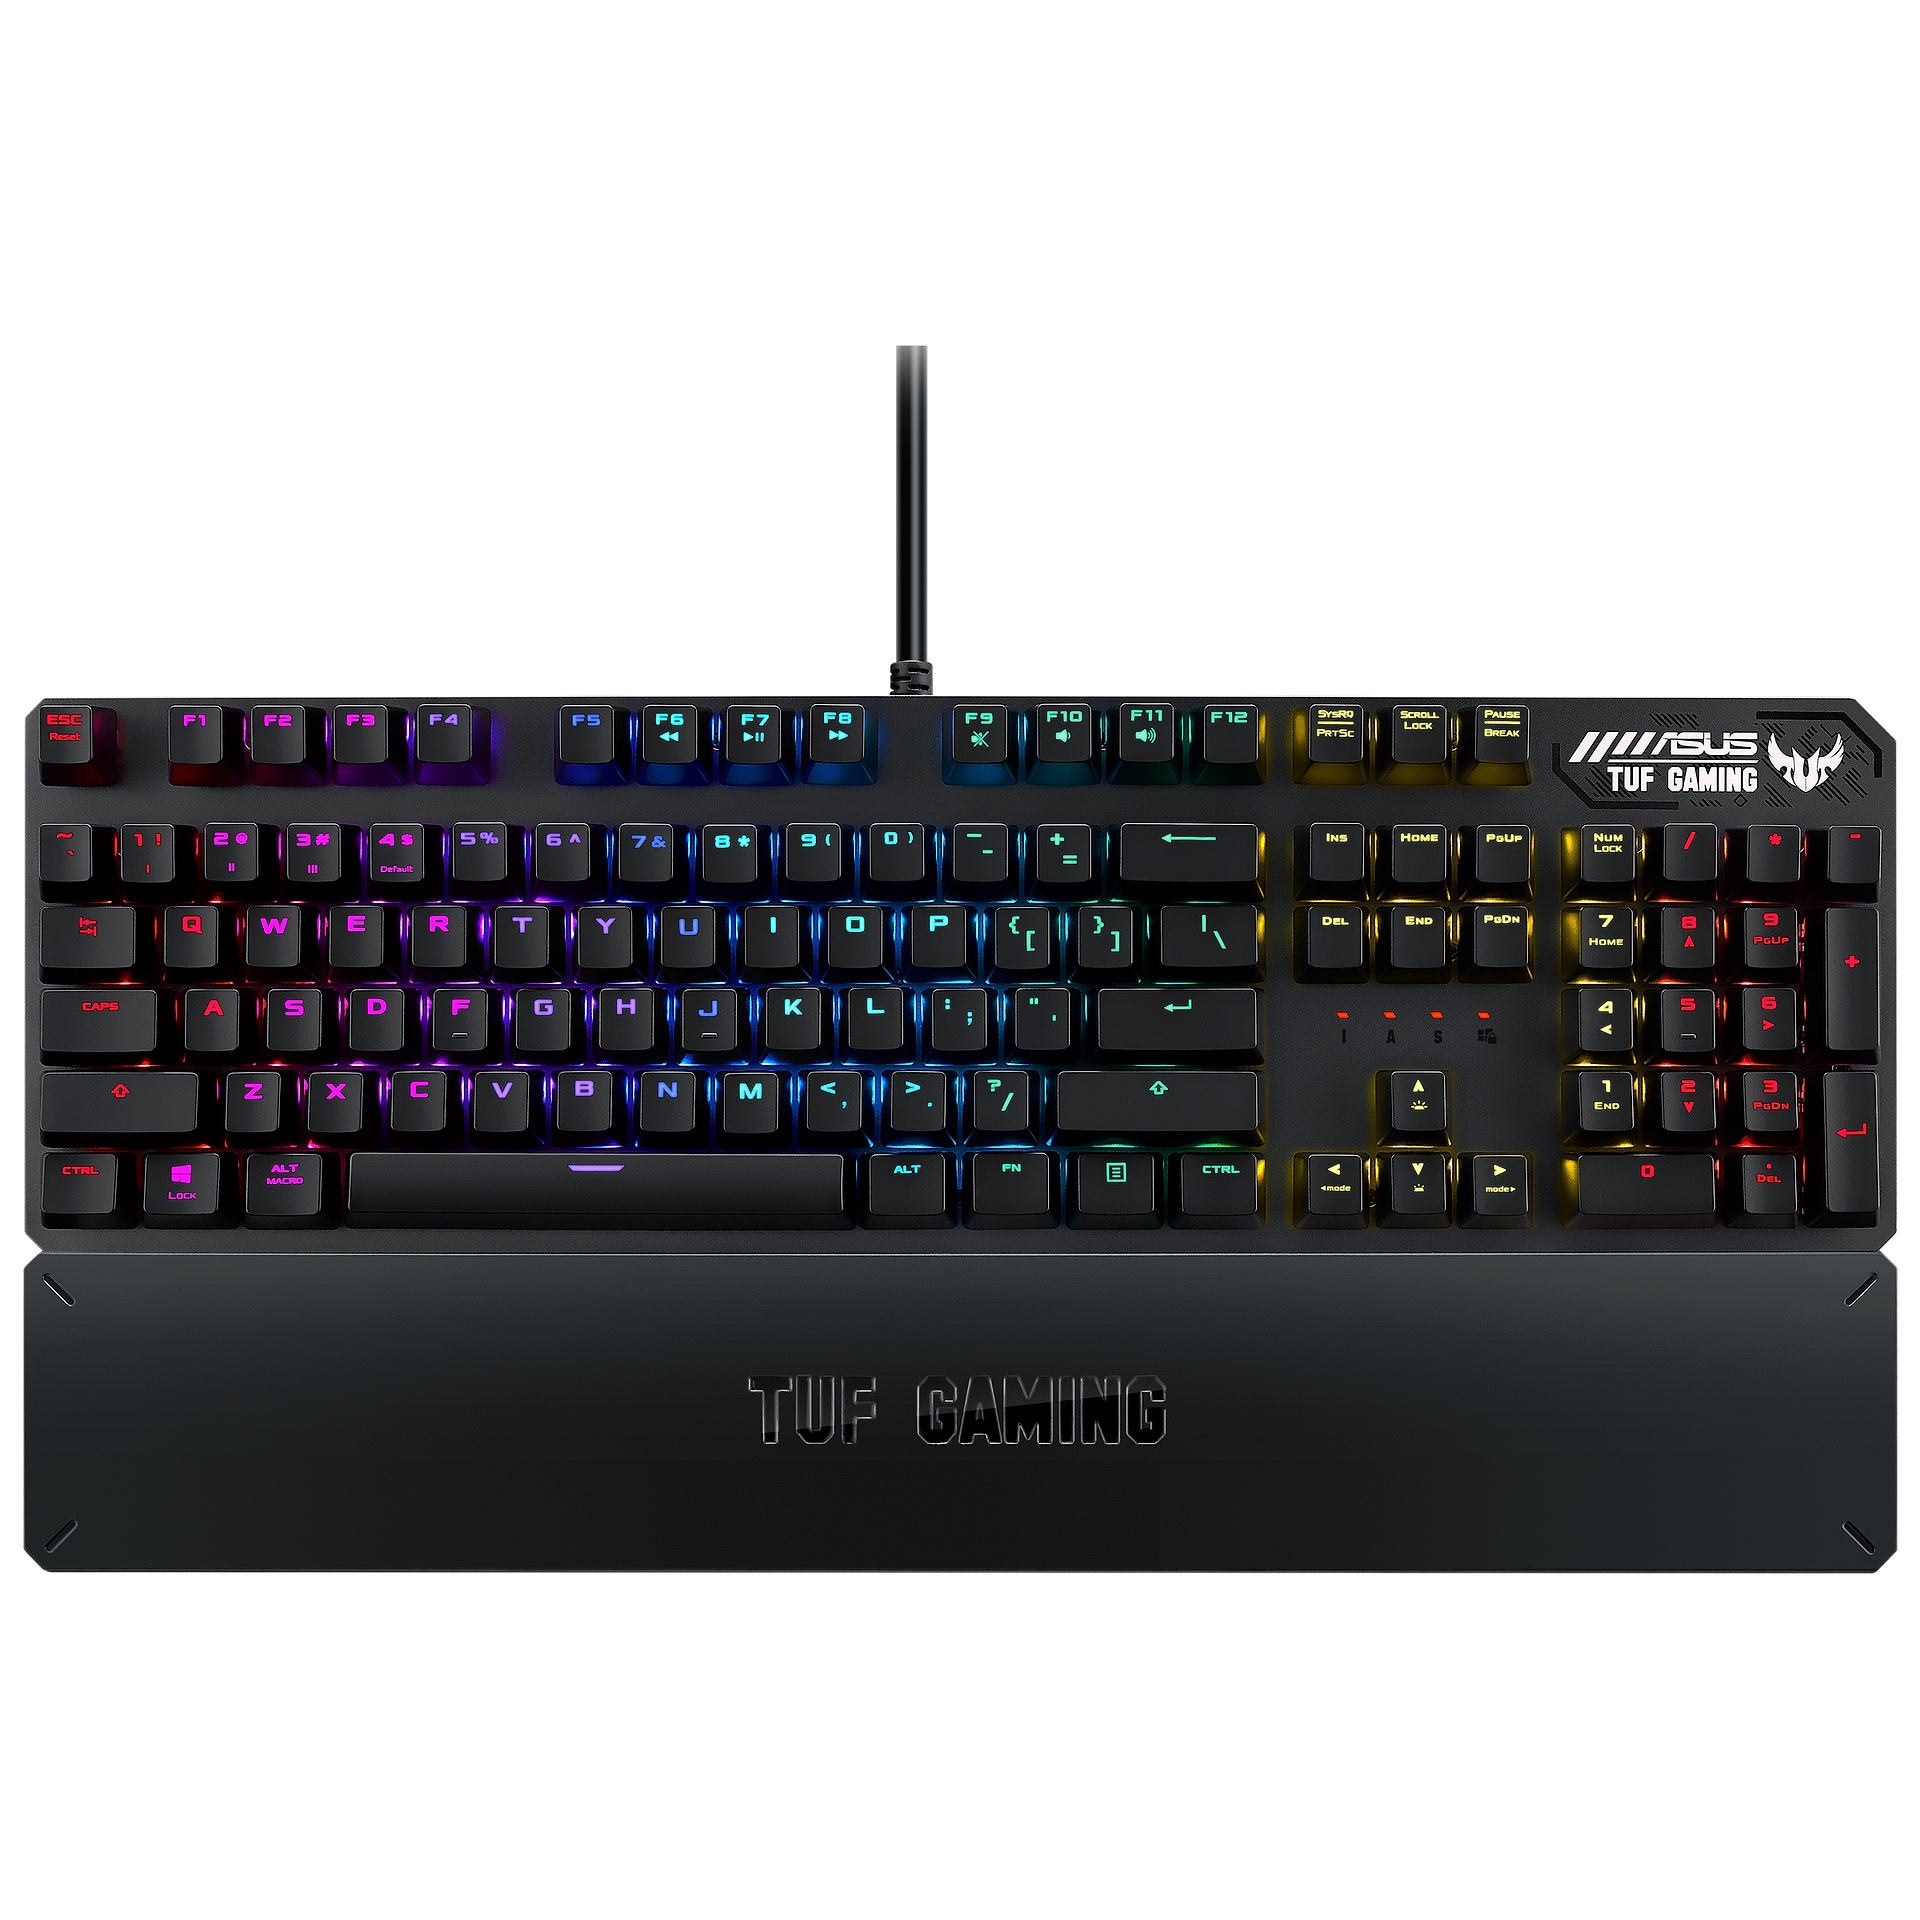 ESC F1 F2 F3 F4 F5 F6 F7 F8 F9 F10 F11 F12 SYSRQ SCROLL PAUSE
Reset PRTSC LOCK BREAK
ASUS
TUF GAMING
~ 1 ! 2 @ 3 # 4 $ 5 % 6 ^ 7 & 8 * 9 ( 0 ) _ + INS HOME PGUP NUM / * -
` I II III Default - = LOCK
Q W E R T Y U I O P { } | DEL END PGDN 7 8 9
[ ] \ HOME PGUP
+
CAPS A S D F G H J K L : " 4 5 6
; '
I A S
Z X C V B N M < > ? 1 2 3
, . / END PGDN
CTRL ALT ALT FN CTRL 0 .
LOCK MACRO mode mode DEL
TUF GAMING